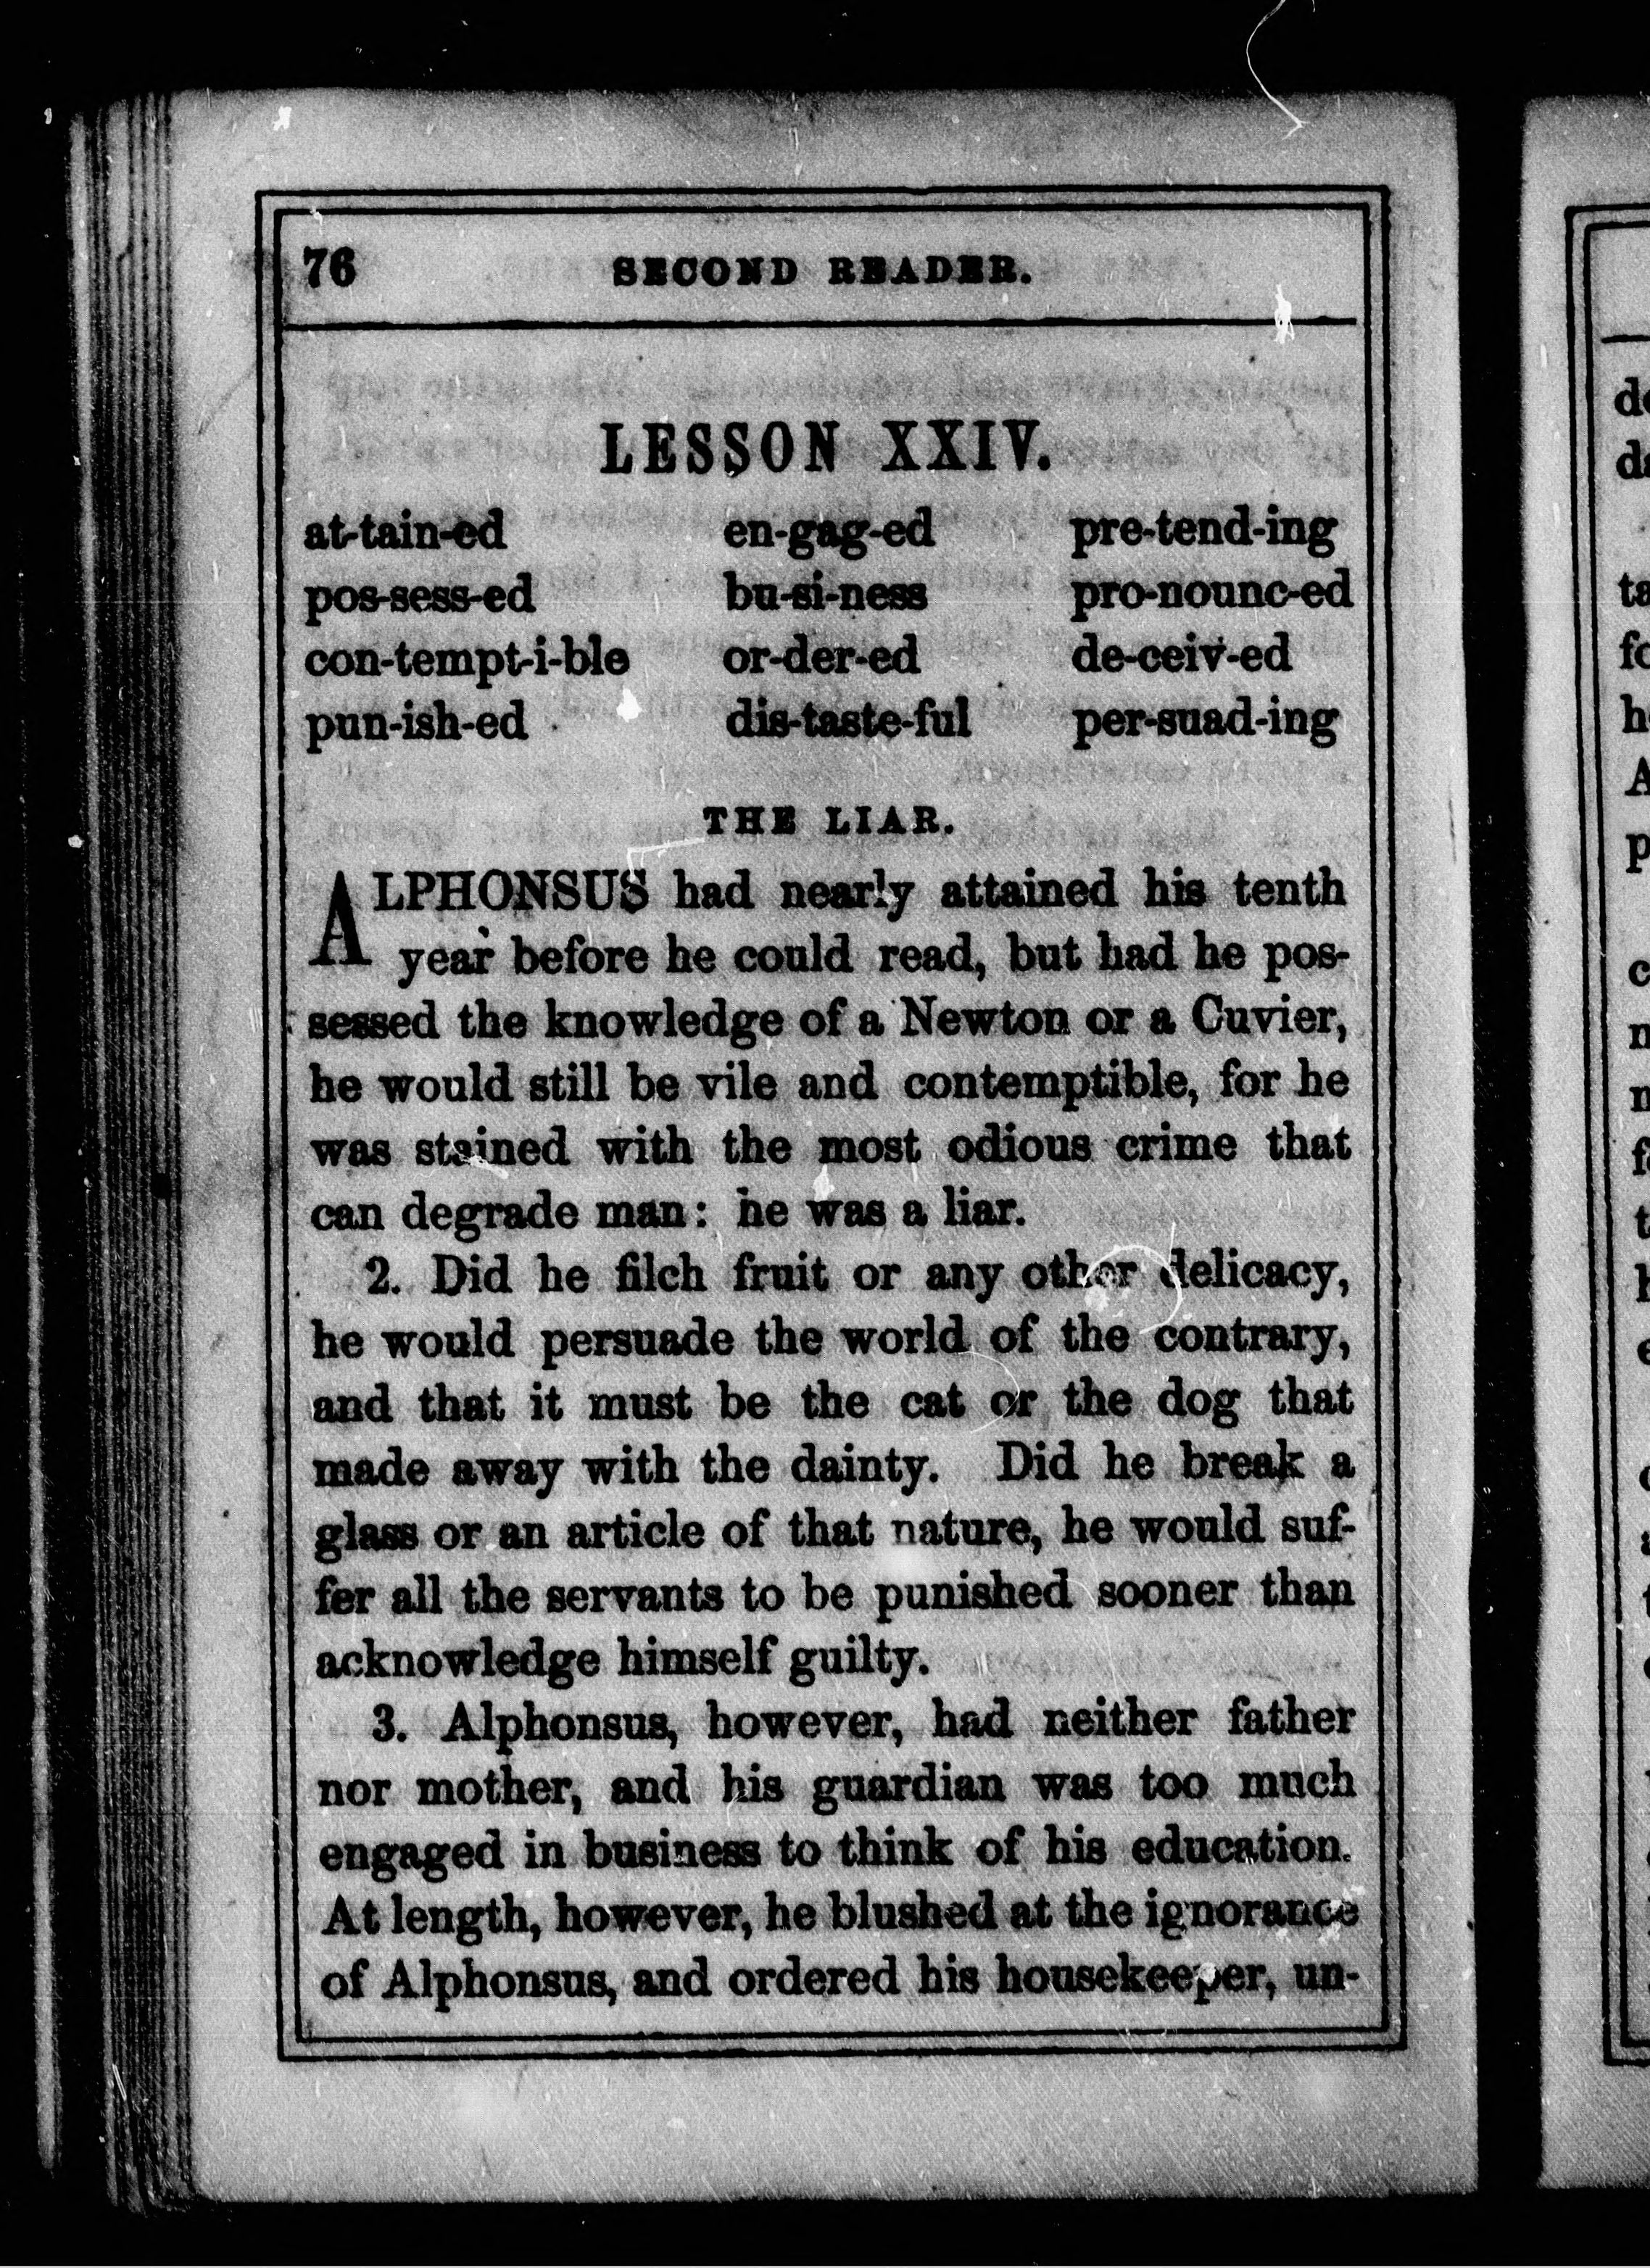 76 SECOND READER.
LESSON XXIV.
at-tain-ed en-gag-ed pre-tend-ing
pos-sess-ed bu-si-ness pro-nounc-ed
con-tempt-i-ble or-der-ed de-ceiv-ed
pun-ish-ed dis-taste-ful per-suad-ing
THE LIAR.
ALPHONSUS had nearly attained his tenth
year before he could read, but had he pos-
sessed the knowledge of a Newton or a Cuvier,
he would still be vile and contemptible, for he
was stained with the most odious crime that
can degrade man: he was a liar.
2. Did he filch fruit or any other delicacy,
he would persuade the world of the contrary,
and that it must be the cat or the dog that
made away with the dainty. Did he break a
glass or an article of that nature, he would suf-
fer all the servants to be punished sooner than
acknowledge himself guilty.
3. Alphonsus, however, had neither father
nor mother, and his guardian was too much
engaged in business to think of his education.
At length, however, he blushed at the ignorance
of Alphonsus, and ordered his housekeeper, un-